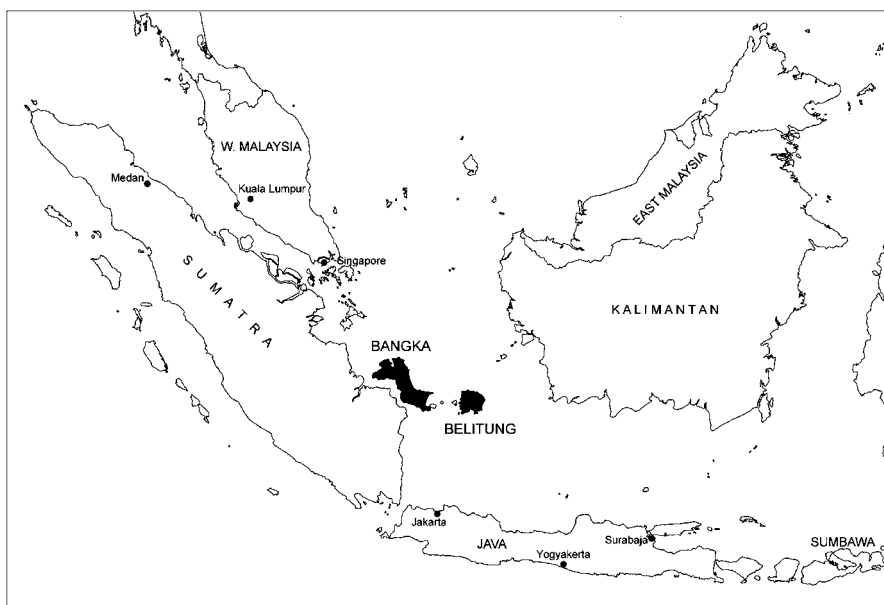 W. MALAYSIA
Medan
Kuala Lumpur
EAST MALAYSIA
Singapore
SUMATRA
KALIMANTAN
BANGKA
BELITUNG
Jakarta
JAVA
Surabaja
SUMBAWA
Yogyakerta